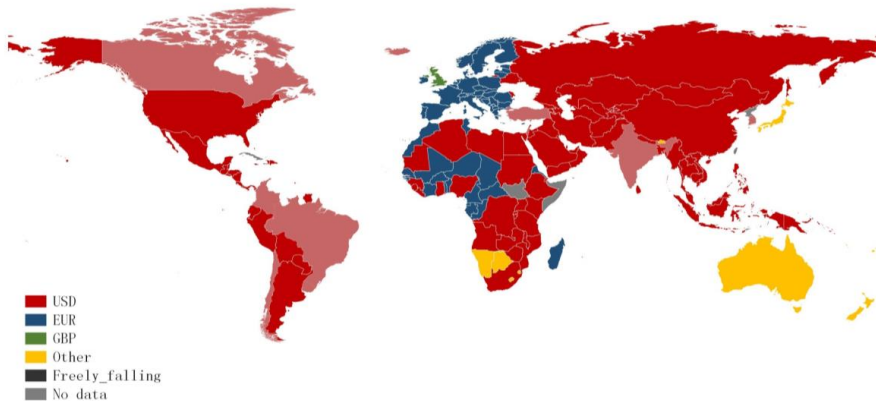 USD
EUR
GBP
Other
Freely_falling
No data